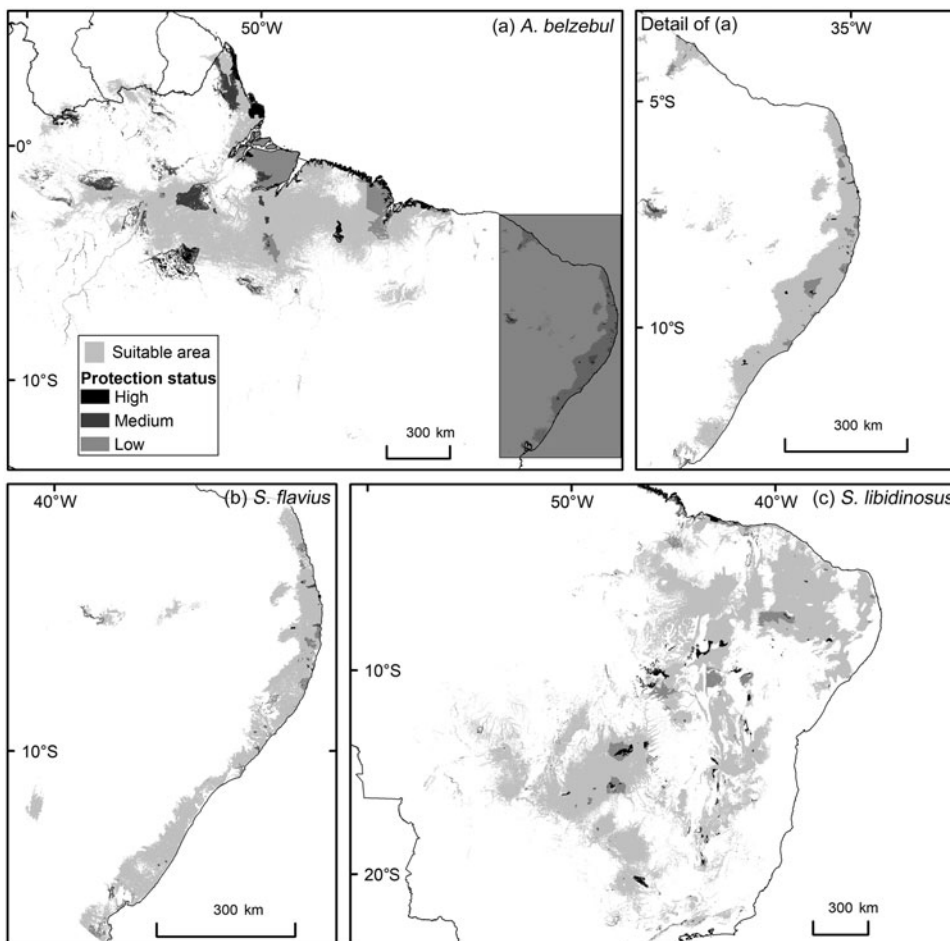 50°W
(a) A. belzebul
0°
10°S
Suitable area
Protection status
High
Medium
Low
300 km
Detail of (a)
35°W
5°S
10°S
300 km
40°W
(b) S. flavius
10°S
300 km
50°W
40°W
(c) S. libidinosus
10°S
20°S
300 km